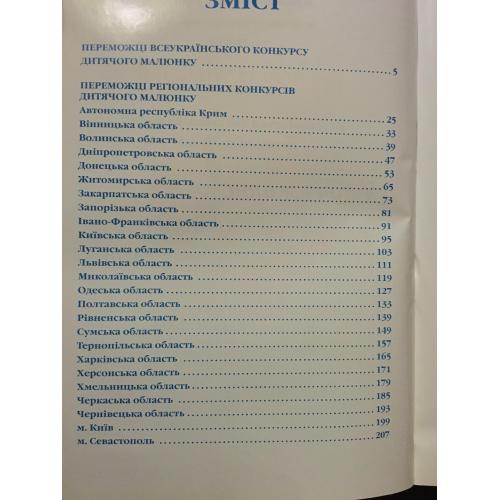 ЗМІСТ
ПЕРЕМОЖЦІ ВСЕУКРАЇНСЬКОГО КОНКУРСУ
ДИТЯЧОГО МАЛЮНКУ 5
ПЕРЕМОЖЦІ РЕГІОНАЛЬНИХ КОНКУРСІВ
ДИТЯЧОГО МАЛЮНКУ
Автономна республіка Крим 25
Вінницька область 33
Волинська область 39
Дніпропетровська область 47
Донецька область 53
Житомирська область 65
Закарпатська область 73
Запорізька область 81
Івано-Франківська область 91
Київська область 95
Луганська область 103
Львівська область 111
Миколаївська область 119
Одеська область 127
Полтавська область 133
Рівненська область 139
Сумська область 149
Тернопільська область 157
Харківська область 165
Херсонська область 171
Хмельницька область 179
Черкаська область 185
Чернівецька область 193
м. Київ 199
м. Севастополь 207